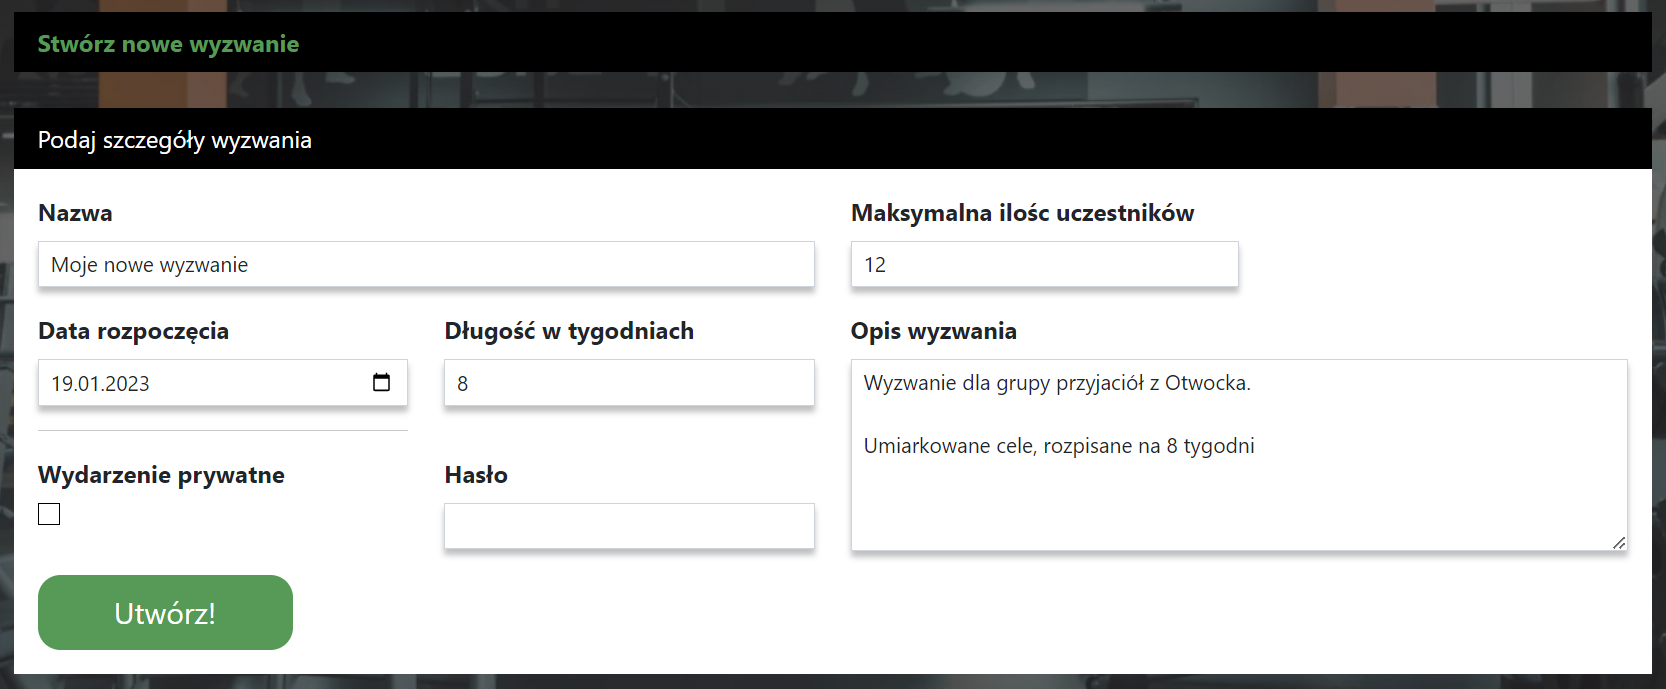 Stwórz nowe wyzwanie
Podaj szczegóły wyzwania
Nazwa
Moje nowe wyzwanie
Maksymalna ilośc uczestników
12
Data rozpoczęcia
19.01.2023
Długość w tygodniach
8
Opis wyzwania
Wyzwanie dla grupy przyjaciół z Otwocka.
Umiarkowane cele, rozpisane na 8 tygodni
Wydarzenie prywatne
Hasło
Utwórz!